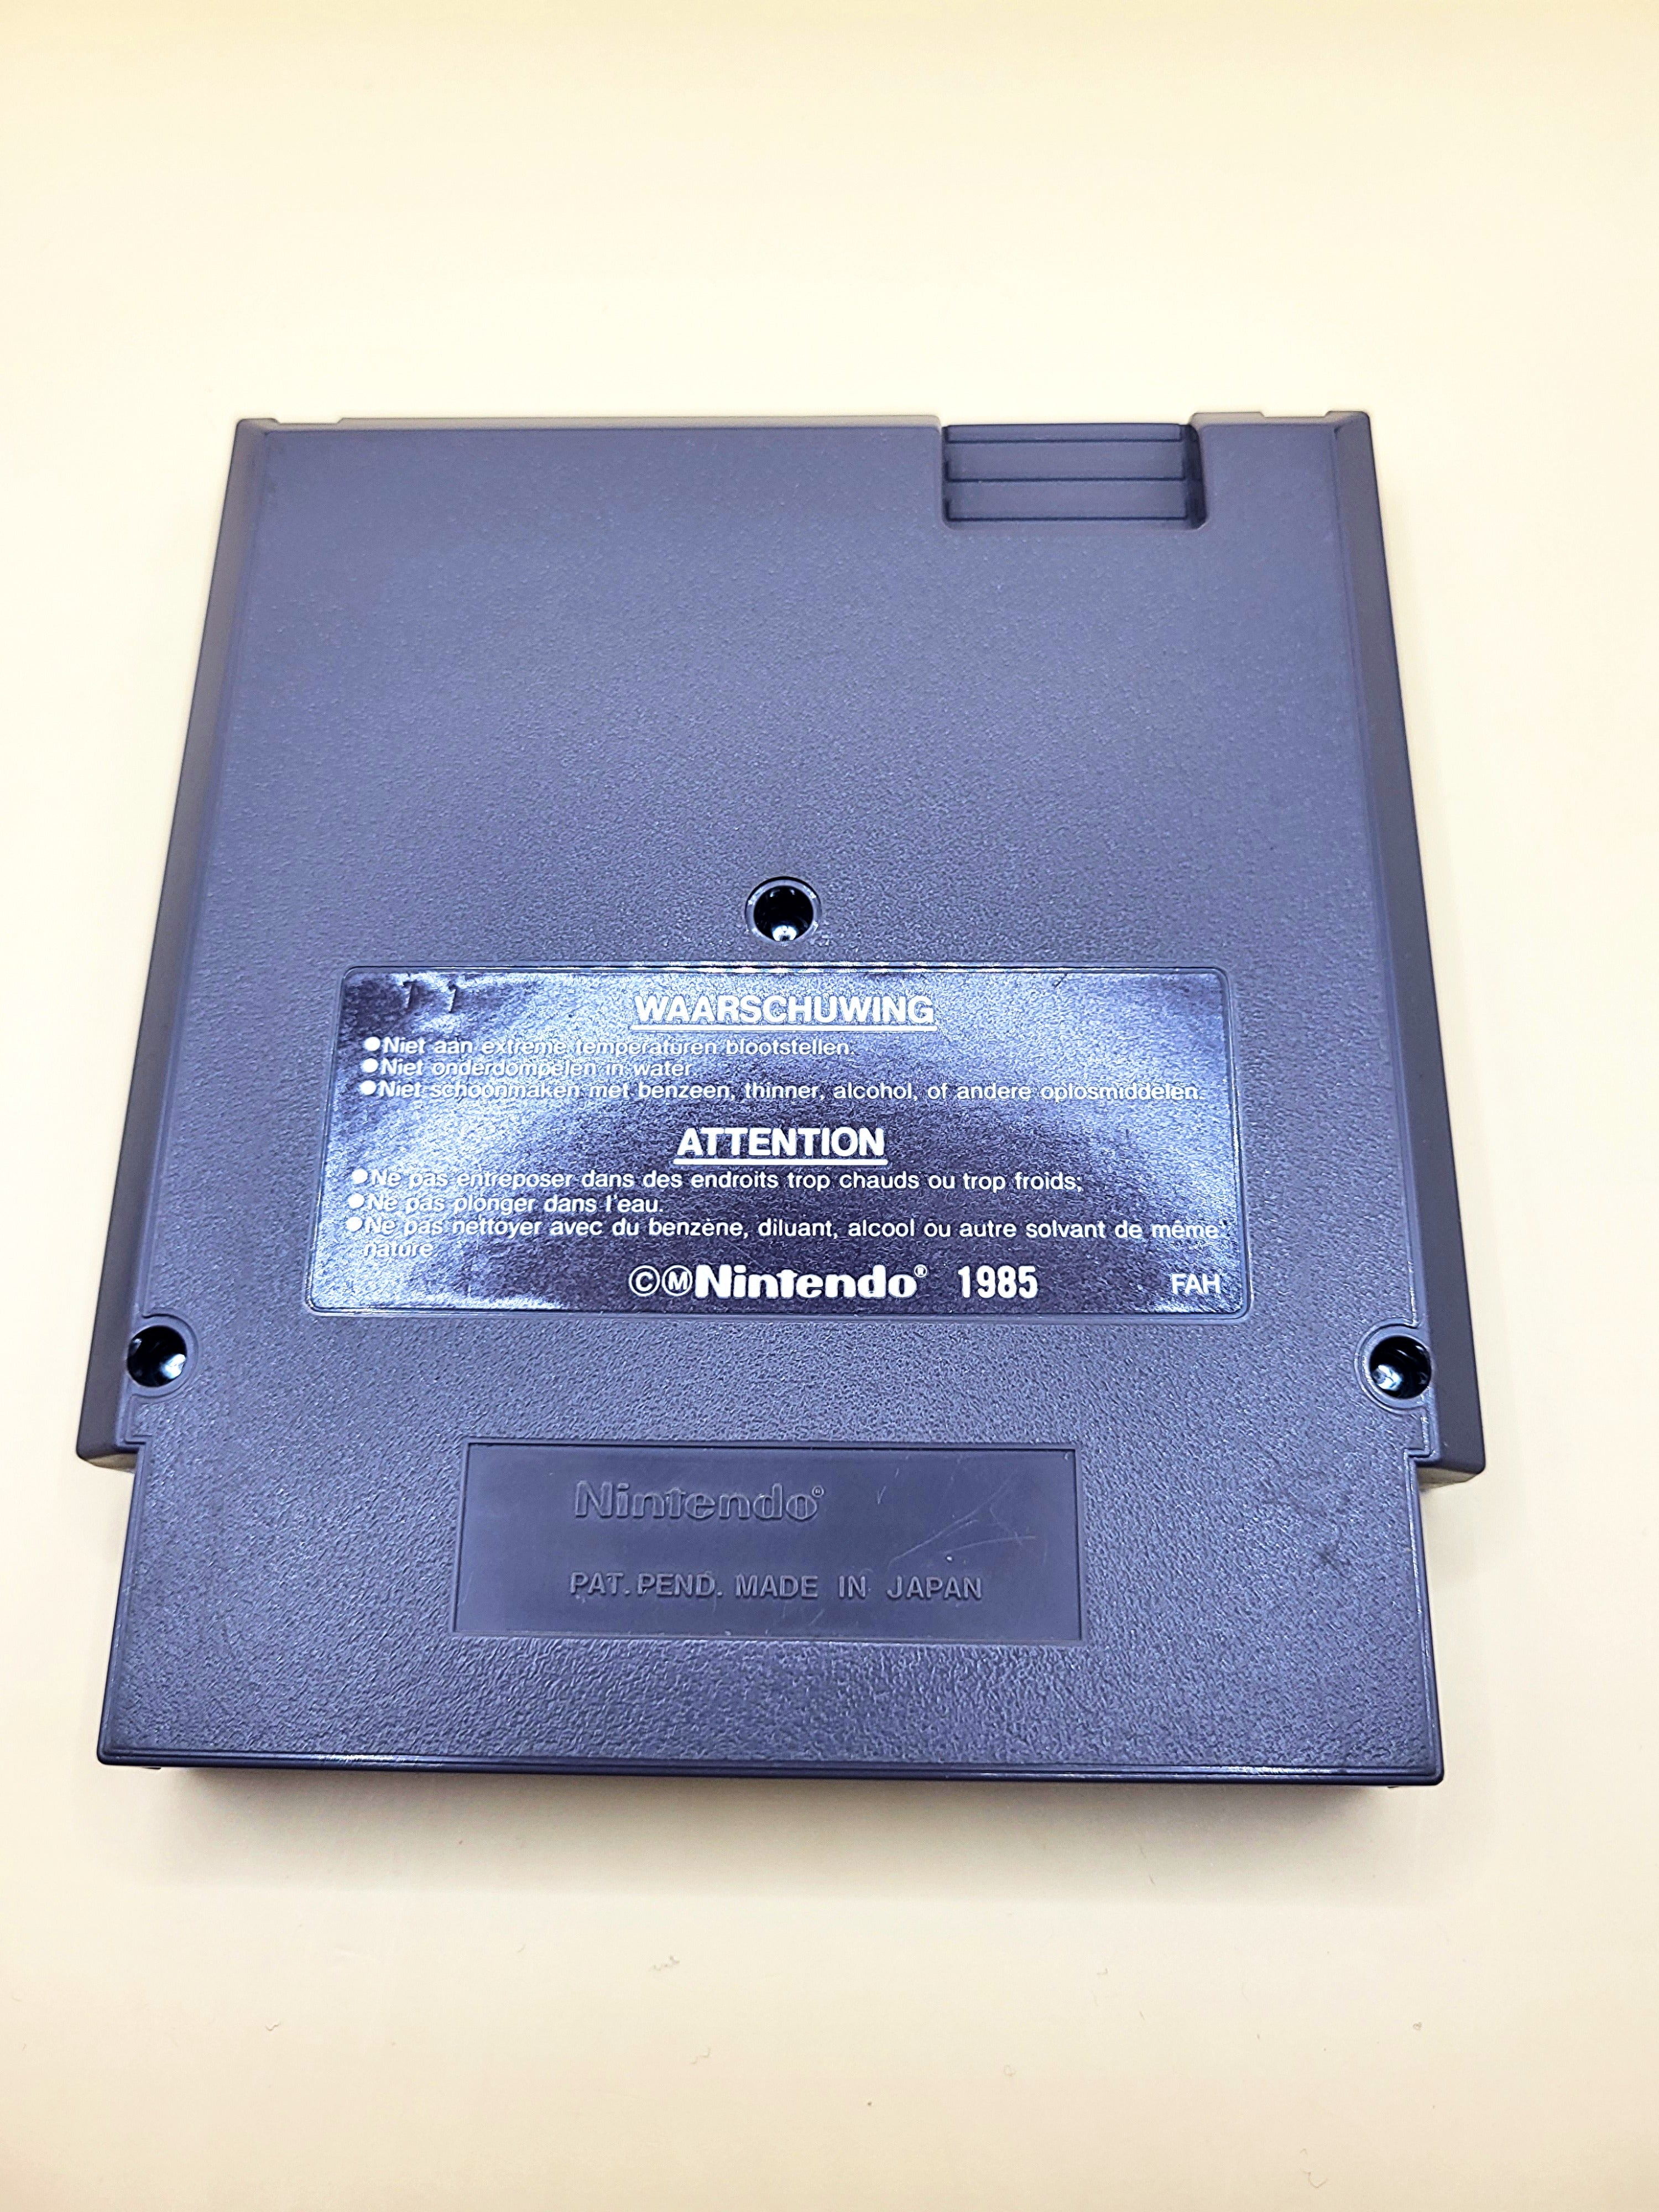 11
WAARSCHUWING
●Niet aan extreme temperaturen blootstellen.
●Niet onderdompelen in water
●Niet schoonmaken met benzeen, thinner, alcohol, of andere oplosmiddelen.
ATTENTION
●Ne pas entreposer dans des endroits trop chauds ou trop froids;
●Ne pas plonger dans l'eau.
●Ne pas nettoyer avec du benzène, diluant, alcool ou autre solvant de même
nature
©ⓂNintendo® 1985 FAH
Nintendo®
PAT. PEND. MADE IN JAPAN